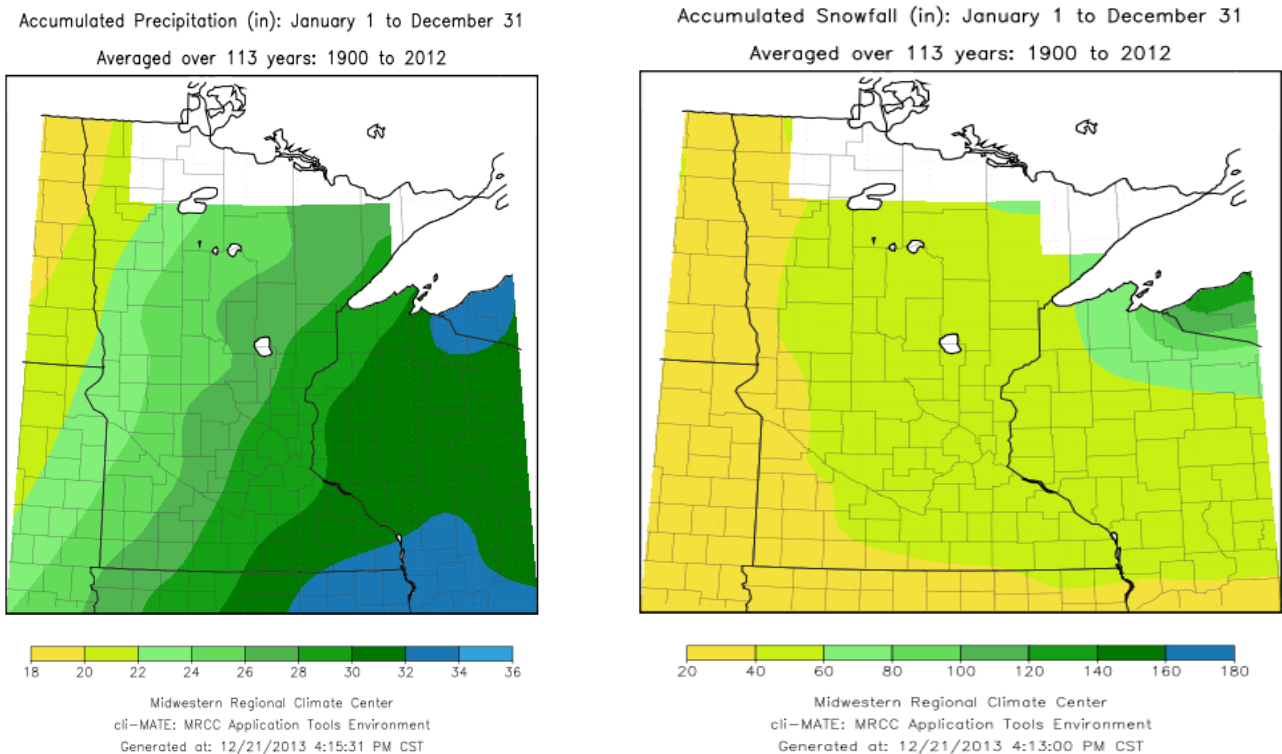 Accumulated Precipitation (in): January 1 to December 31
Averaged over 113 years: 1900 to 2012
18 20 22 24 26 28 30 32 34 36
Midwestern Regional Climate Center
cli-MATE: MRCC Application Tools Environment
Generated at: 12/21/2013 4:15:31 PM CST
Accumulated Snowfall (in): January 1 to December 31
Averaged over 113 years: 1900 to 2012
20 40 60 80 100 120 140 160 180
Midwestern Regional Climate Center
cli-MATE: MRCC Application Tools Environment
Generated at: 12/21/2013 4:13:00 PM CST